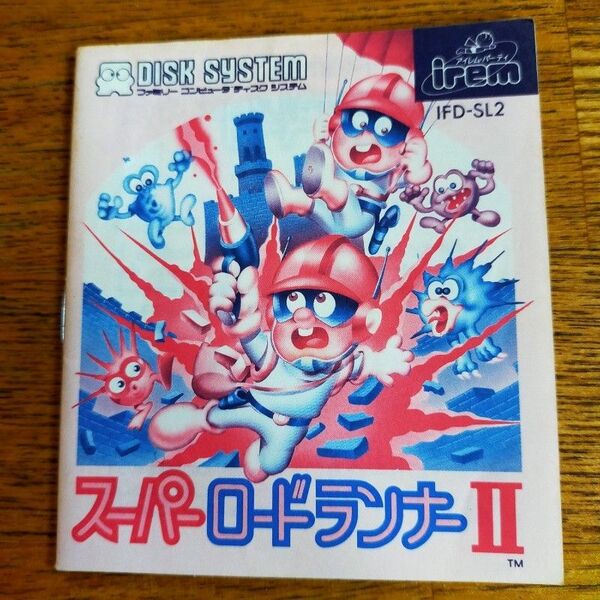 DISK SYSTEM
ファミリー コンピュータ ディスク システム
アイレム・パーティ
irem
IFD-SL2
スーパーロードランナーII
TM